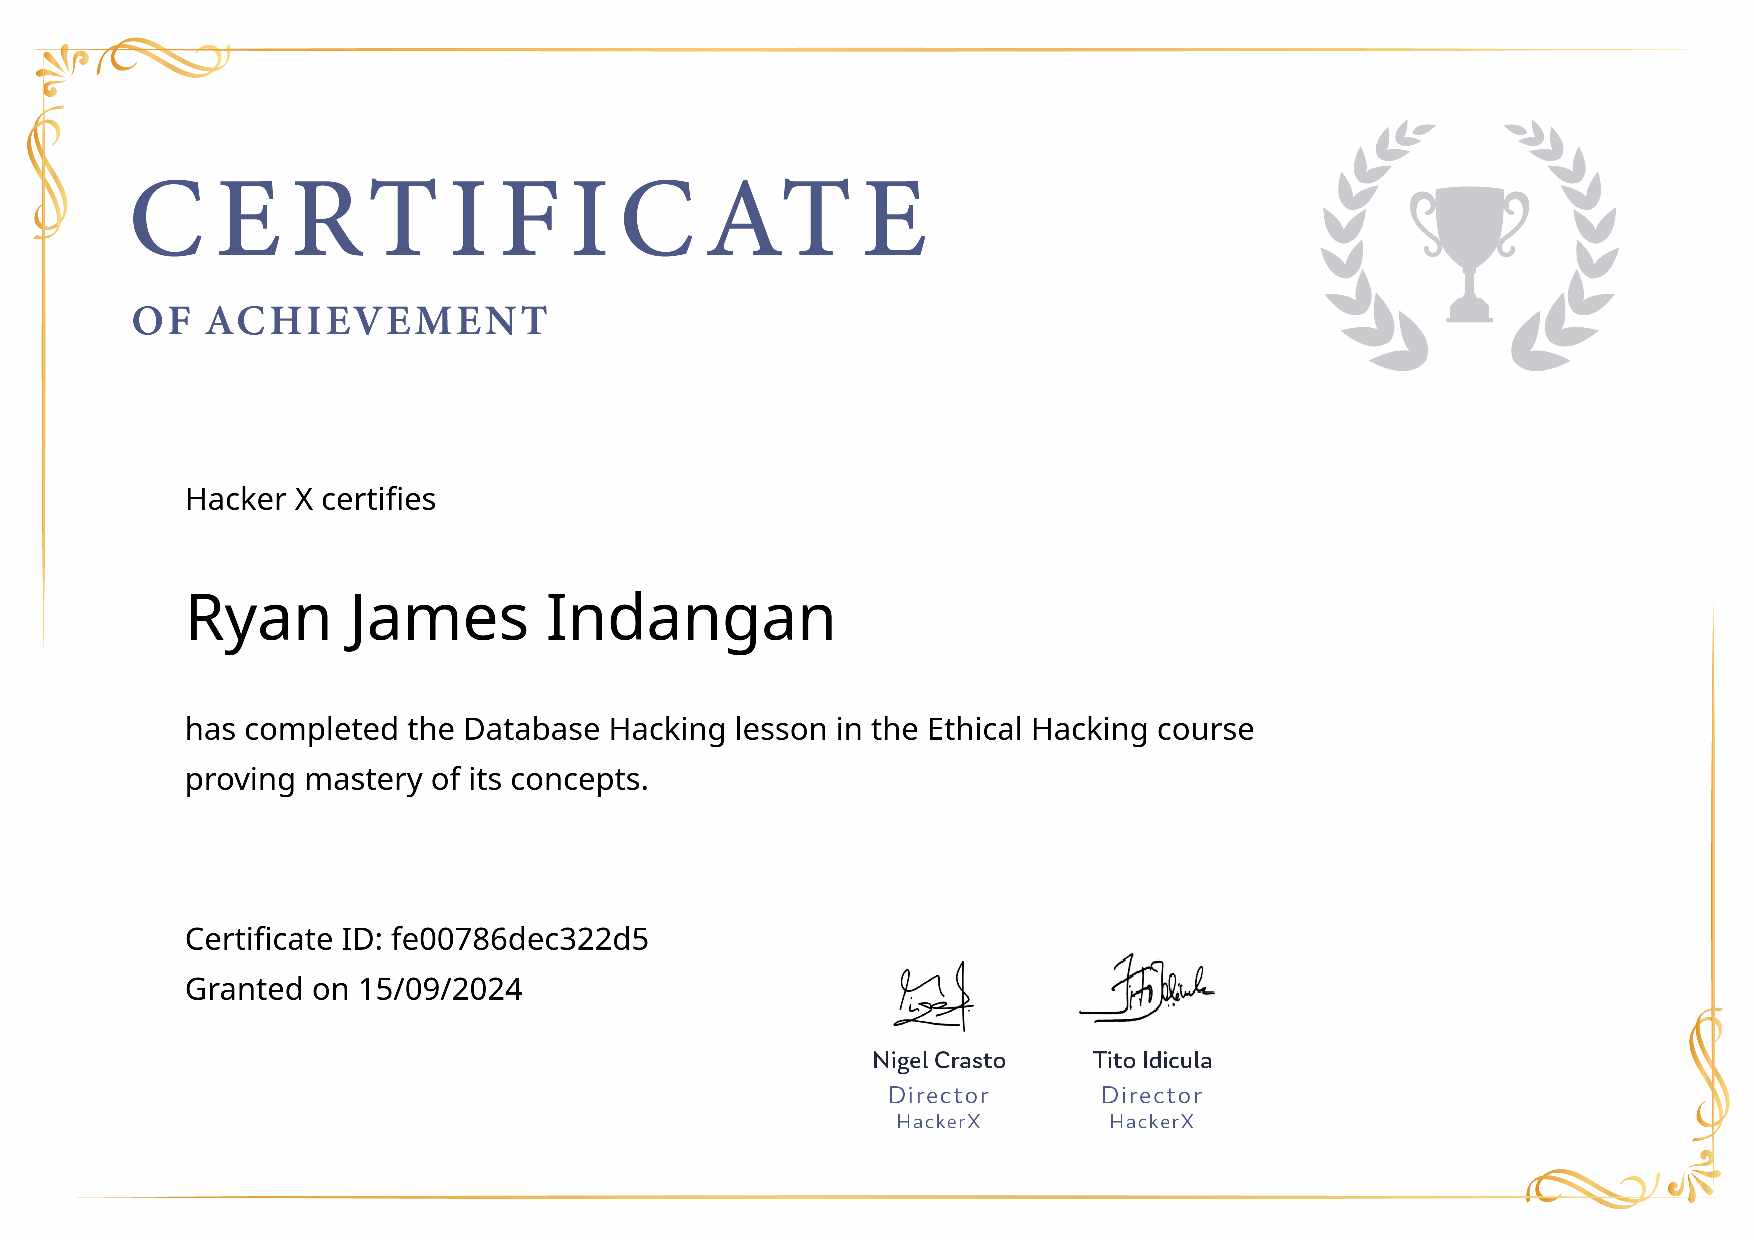 CERTIFICATE
OF ACHIEVEMENT
Hacker X certifies
Ryan James Indangan
has completed the Database Hacking lesson in the Ethical Hacking course
proving mastery of its concepts.
Certificate ID: fe00786dec322d5
Granted on 15/09/2024
Nigel Crasto
Director
HackerX
Tito Idicula
Director
HackerX